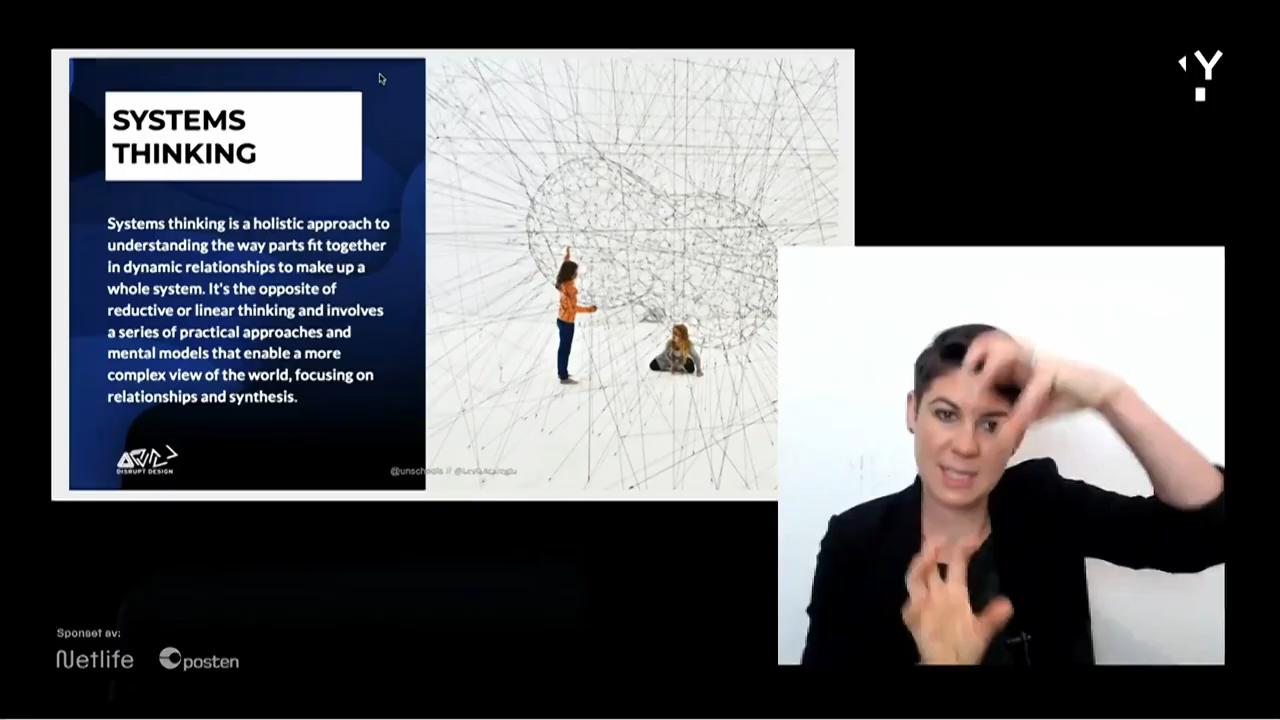 SYSTEMS
THINKING
Systems thinking is a holistic approach to
understanding the way parts fit together
in dynamic relationships to make up a
whole system. It's the opposite of
reductive or linear thinking and involves
a series of practical approaches and
mental models that enable a more
complex view of the world, focusing on
relationships and synthesis.
DISRUPT DESIGN
@unschools //
Y
Sponset av:
Netlife
posten